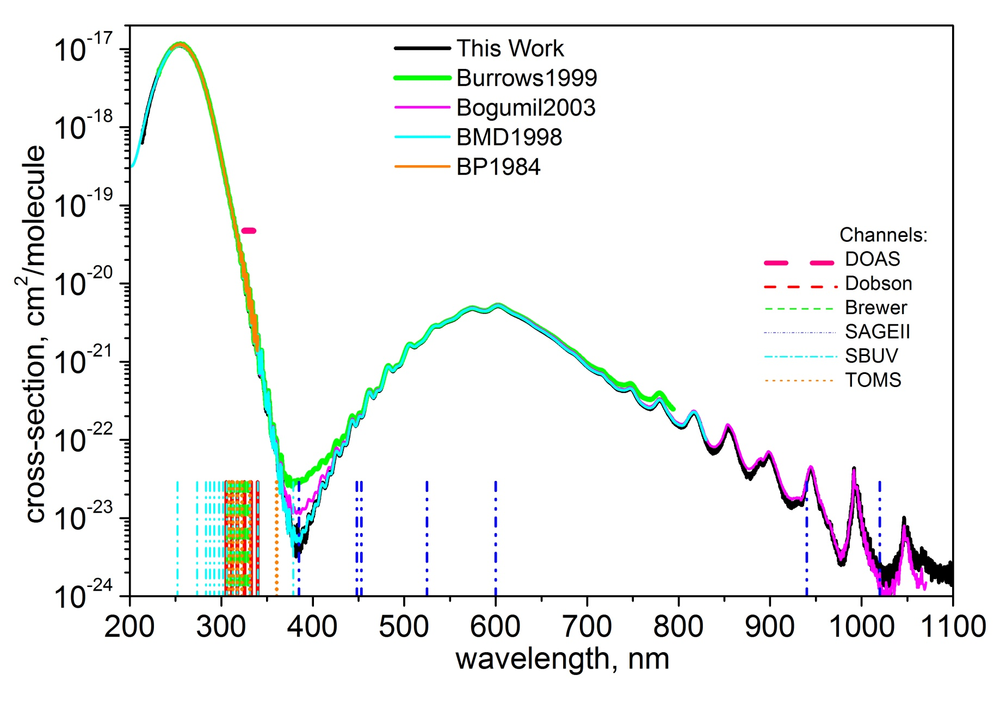 10-17
10-18
10-19
10-20
10-21
10-22
10-23
10-24
cross-section, cm2/molecule
This Work
Burrows1999
Bogumil2003
BMD1998
BP1984
Channels:
DOAS
Dobson
Brewer
SAGEII
SBUV
TOMS
200 300 400 500 600 700 800 900 1000 1100
wavelength, nm